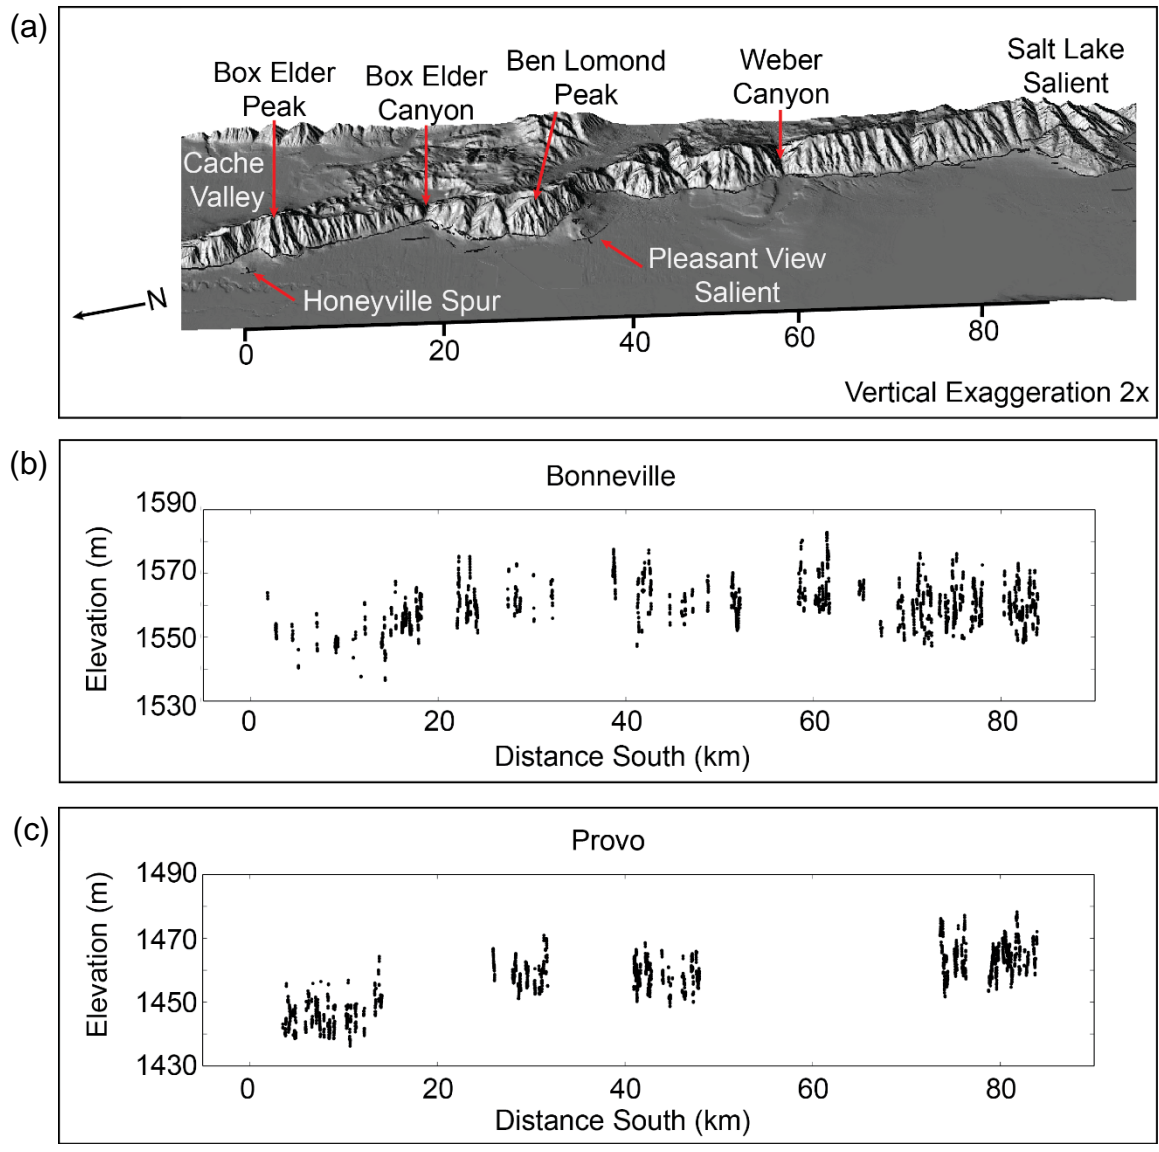 (a)
Box Elder
Peak
Box Elder
Canyon
Ben Lomond
Peak
Weber
Canyon
Salt Lake
Salient
Cache
Valley
Pleasant View
Salient
Honeyville Spur
N
0
20
40
60
80
Vertical Exaggeration 2x
(b)
Bonneville
1590
1570
1550
1530
Elevation (m)
0 20 40 60 80
Distance South (km)
(c)
Provo
1490
1470
1450
1430
Elevation (m)
0 20 40 60 80
Distance South (km)